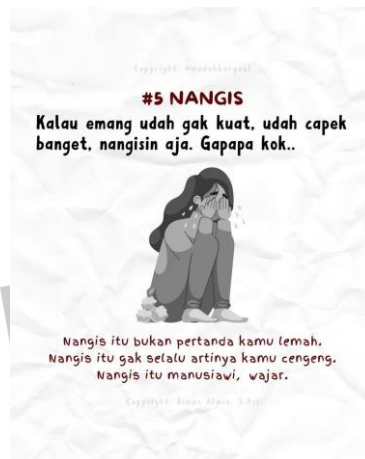 #5 NANGIS
Kalau emang udah gak kuat, udah capek
banget, nangisin aja. Gapapa kok..
Nangis itu bukan pertanda kamu lemah.
Nangis itu gak selalu artinya kamu cengeng.
Nangis itu manusiawi, wajar.